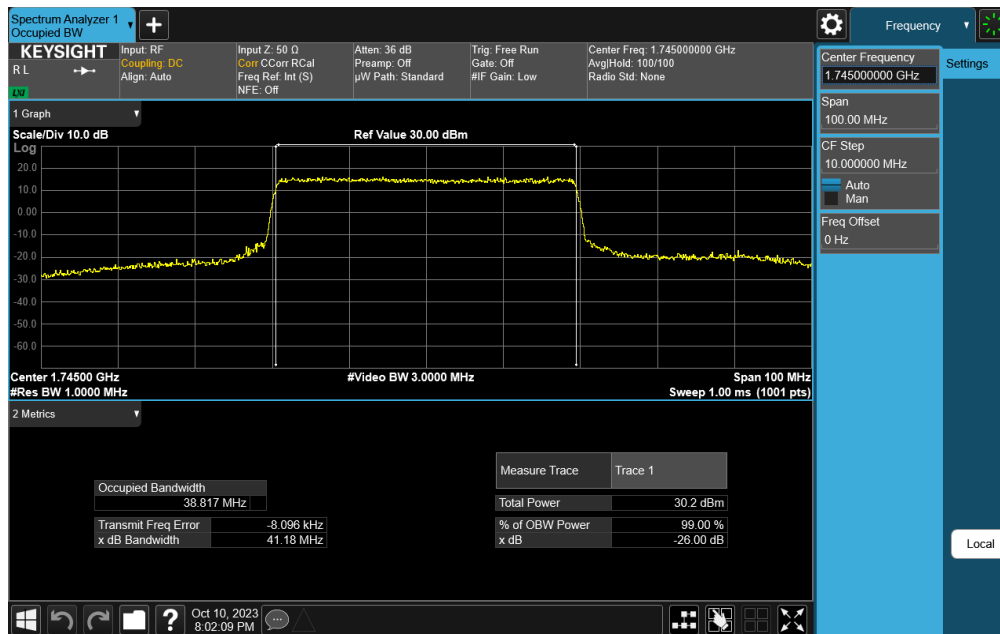 Spectrum Analyzer 1
Occupied BW
Frequency
KEYSIGHT
R L
LXI
Input: RF
Coupling: DC
Align: Auto
Input Z: 50 Ω
Corr CCorr RCal
Freq Ref: Int (S)
NFE: Off
Atten: 36 dB
Preamp: Off
µW Path: Standard
Trig: Free Run
Gate: Off
#IF Gain: Low
Center Freq: 1.745000000 GHz
Avg|Hold: 100/100
Radio Std: None
Center Frequency
1.745000000 GHz
Settings
Span
100.00 MHz
CF Step
10.000000 MHz
Auto
Man
Freq Offset
0 Hz
1 Graph
Scale/Div 10.0 dB
Ref Value 30.00 dBm
Log
20.0
10.0
0.00
-10.0
-20.0
-30.0
-40.0
-50.0
-60.0
Center 1.74500 GHz
#Video BW 3.0000 MHz
Span 100 MHz
#Res BW 1.0000 MHz
Sweep 1.00 ms (1001 pts)
2 Metrics
Measure Trace
Trace 1
Occupied Bandwidth
38.817 MHz
Total Power
30.2 dBm
Transmit Freq Error
-8.096 kHz
% of OBW Power
99.00 %
x dB Bandwidth
41.18 MHz
x dB
-26.00 dB
Local
?
Oct 10, 2023
8:02:09 PM